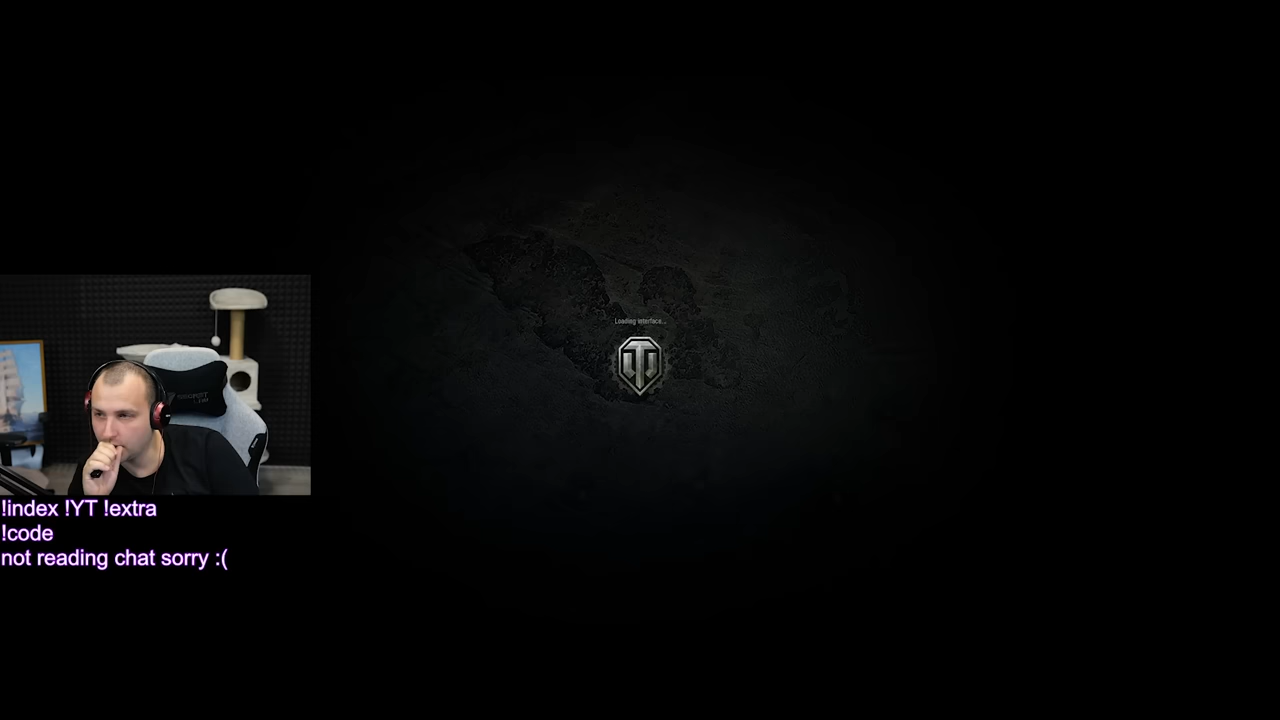 Loading interface...
!index !YT !extra
!code
not reading chat sorry :(